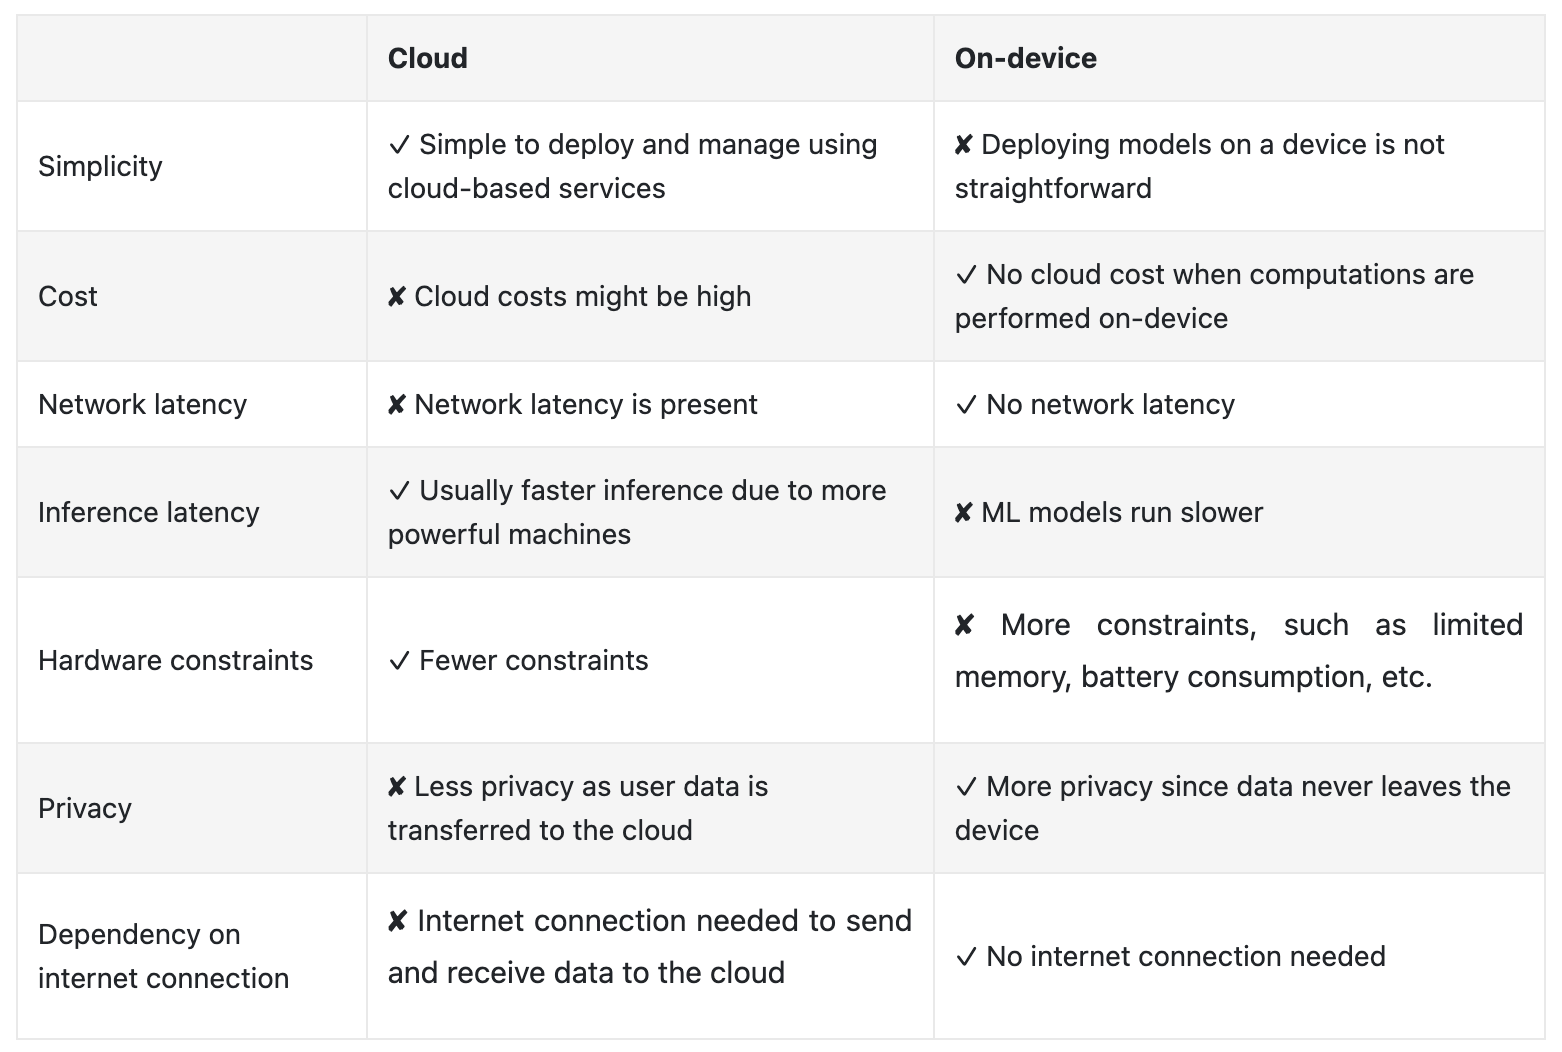 Cloud
On-device
Simplicity
✓ Simple to deploy and manage using
cloud-based services
✘ Deploying models on a device is not
straightforward
Cost
✘ Cloud costs might be high
✓ No cloud cost when computations are
performed on-device
Network latency
✘ Network latency is present
✓ No network latency
Inference latency
✓ Usually faster inference due to more
powerful machines
✘ ML models run slower
Hardware constraints
✓ Fewer constraints
✘ More constraints, such as limited
memory, battery consumption, etc.
Privacy
✘ Less privacy as user data is
transferred to the cloud
✓ More privacy since data never leaves the
device
Dependency on
internet connection
✘ Internet connection needed to send
and receive data to the cloud
✓ No internet connection needed